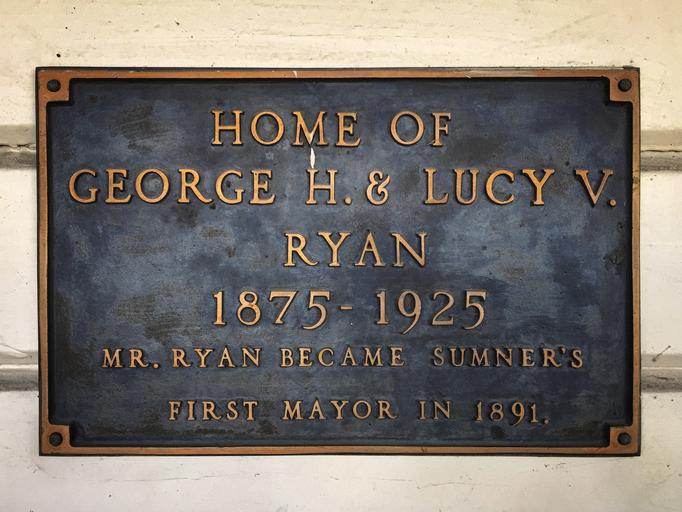 HOME OF
GEORGE H. & LUCY V.
RYAN
1875-1925
MR. RYAN BECAME SUMNER'S
FIRST MAYOR IN 1891.